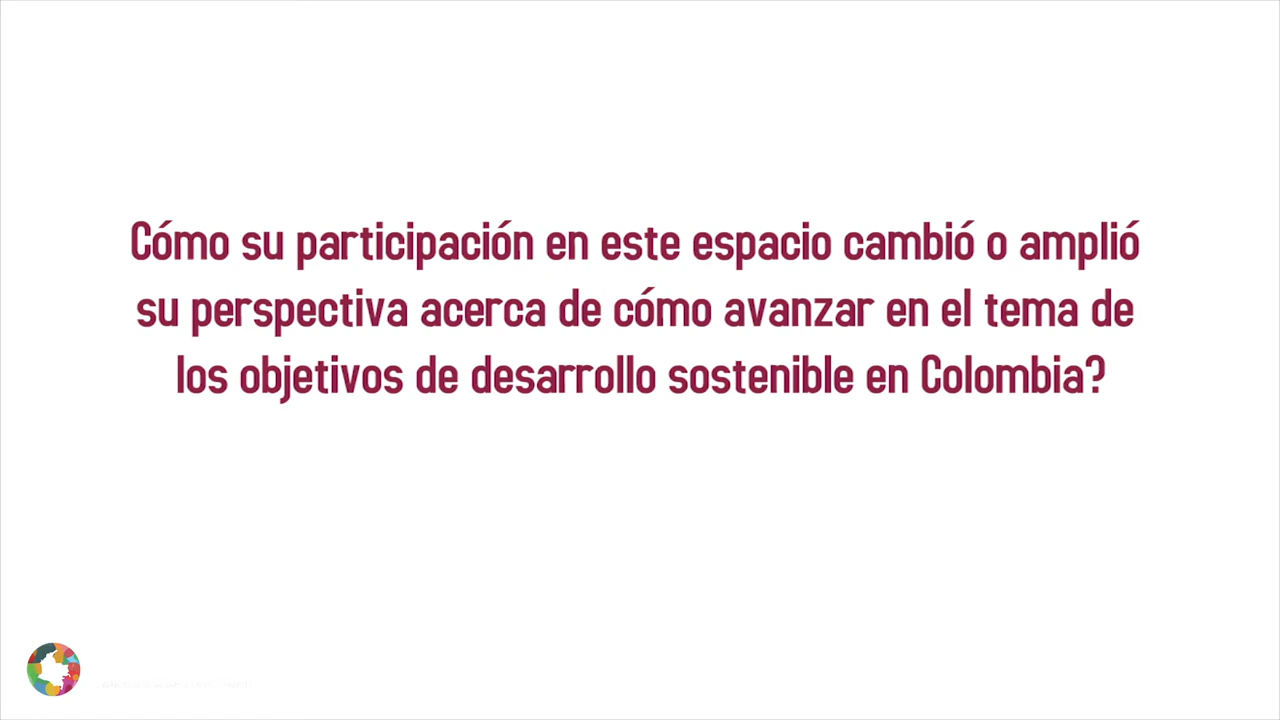 Cómo su participación en este espacio cambió o amplió
su perspectiva acerca de cómo avanzar en el tema de
los objetivos de desarrollo sostenible en Colombia?